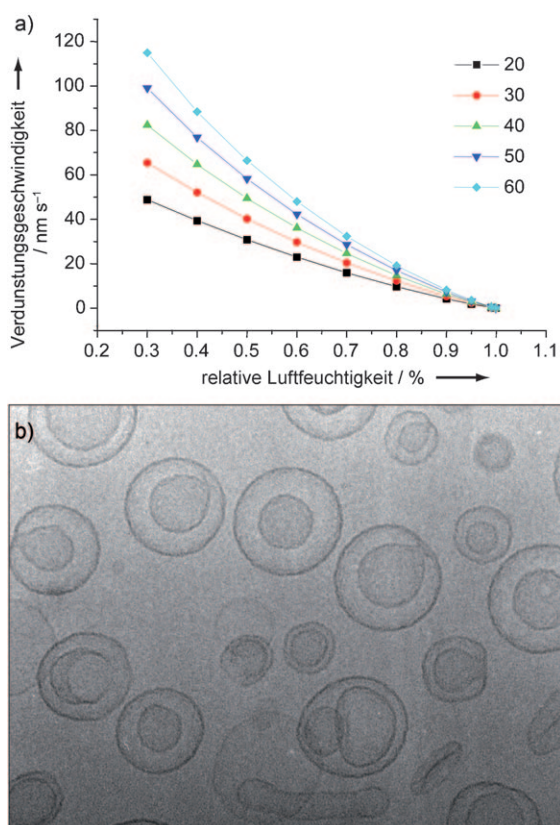 a)
Verdunstungsgeschwindigkeit
/ nm s⁻¹
120
100
80
60
40
20
0
20
30
40
50
60
0.2 0.3 0.4 0.5 0.6 0.7 0.8 0.9 1.0 1.1
relative Luftfeuchtigkeit / %
b)